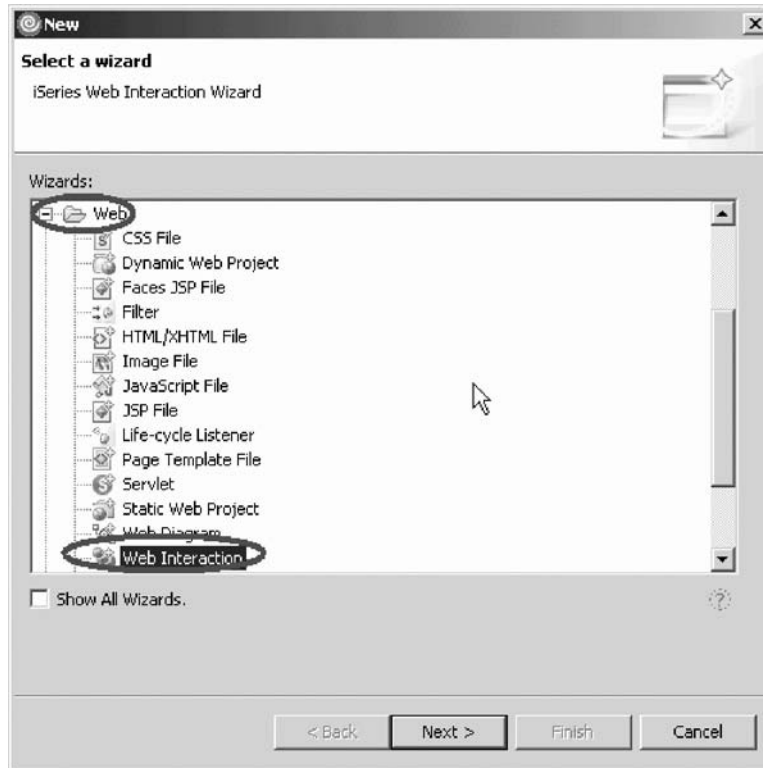 New
Select a wizard
iSeries Web Interaction Wizard
Wizards:
Web
CSS File
Dynamic Web Project
Faces JSP File
Filter
HTML/XHTML File
Image File
JavaScript File
JSP File
Life-cycle Listener
Page Template File
Servlet
Static Web Project
Web Diagram
Web Interaction
Show All Wizards.
< Back Next > Finish Cancel